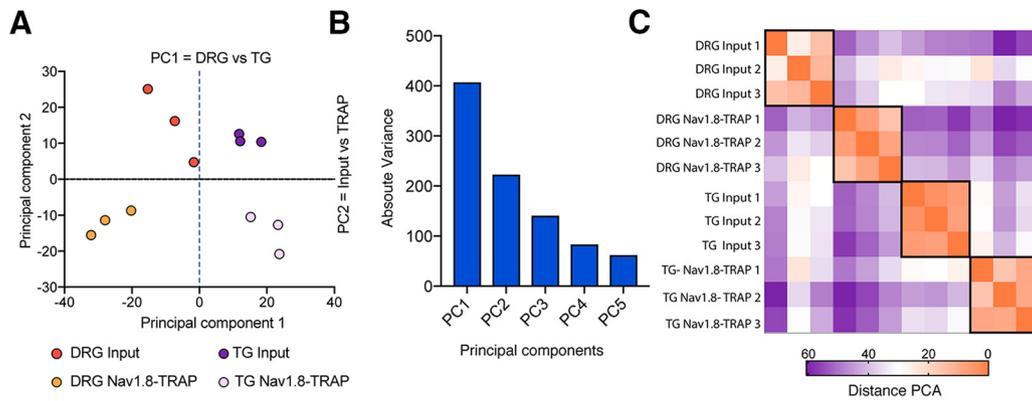 A
PC1 = DRG vs TG
Principal component 2
30
20
10
0
-10
-20
-30
-40
-20
0
20
40
Principal component 1
PC2 = Input vs TRAP
DRG Input
TG Input
DRG Nav1.8-TRAP
TG Nav1.8-TRAP
B
Absoute Variance
500
400
300
200
100
0
PC1
PC2
PC3
PC4
PC5
Principal components
C
DRG Input 1
DRG Input 2
DRG Input 3
DRG Nav1.8-TRAP 1
DRG Nav1.8-TRAP 2
DRG Nav1.8-TRAP 3
TG Input 1
TG Input 2
TG Input 3
TG- Nav1.8-TRAP 1
TG Nav1.8- TRAP 2
TG Nav1.8-TRAP 3
60
40
20
0
Distance PCA